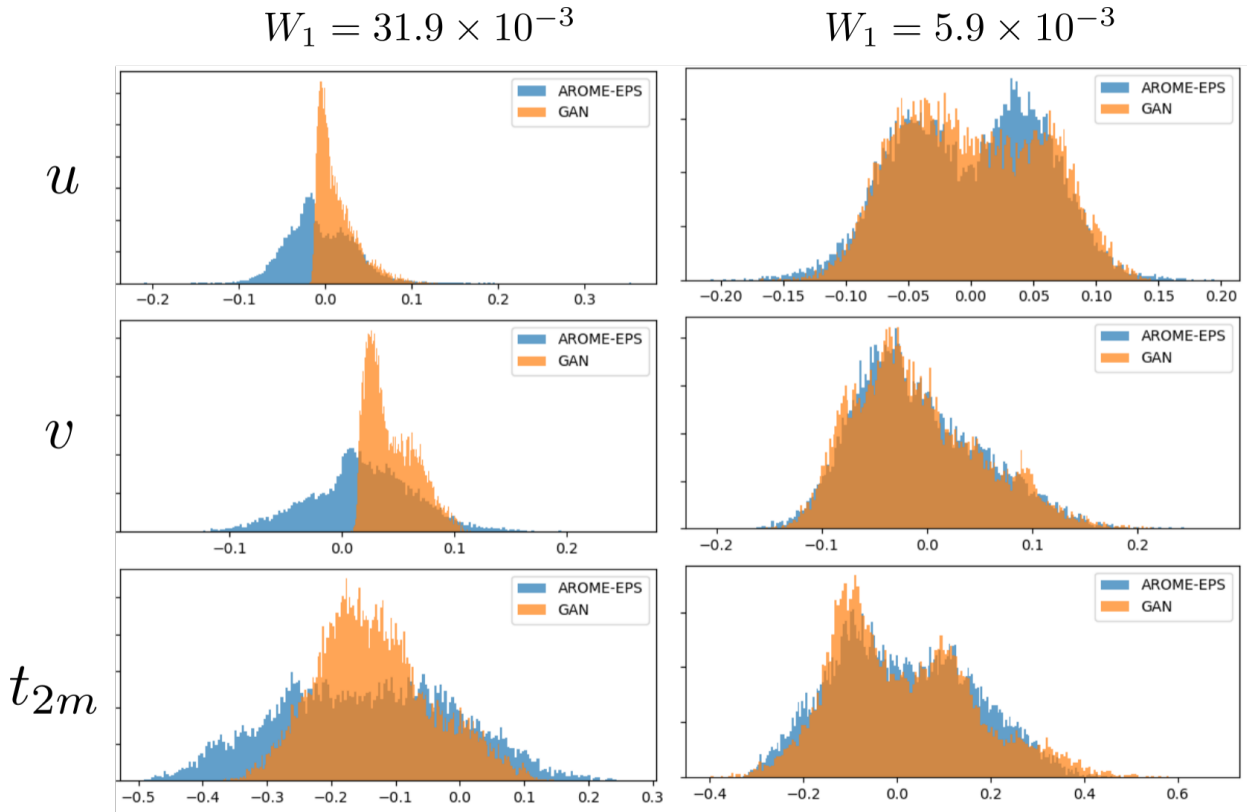 W₁ = 31.9 × 10⁻³
W₁ = 5.9 × 10⁻³
u
AROME-EPS
GAN
−0.2 −0.1 0.0 0.1 0.2 0.3
AROME-EPS
GAN
−0.20 −0.15 −0.10 −0.05 0.00 0.05 0.10 0.15 0.20
v
AROME-EPS
GAN
−0.1 0.0 0.1 0.2
AROME-EPS
GAN
−0.2 −0.1 0.0 0.1 0.2
t₂ₘ
AROME-EPS
GAN
−0.5 −0.4 −0.3 −0.2 −0.1 0.0 0.1 0.2 0.3
AROME-EPS
GAN
−0.4 −0.2 0.0 0.2 0.4 0.6